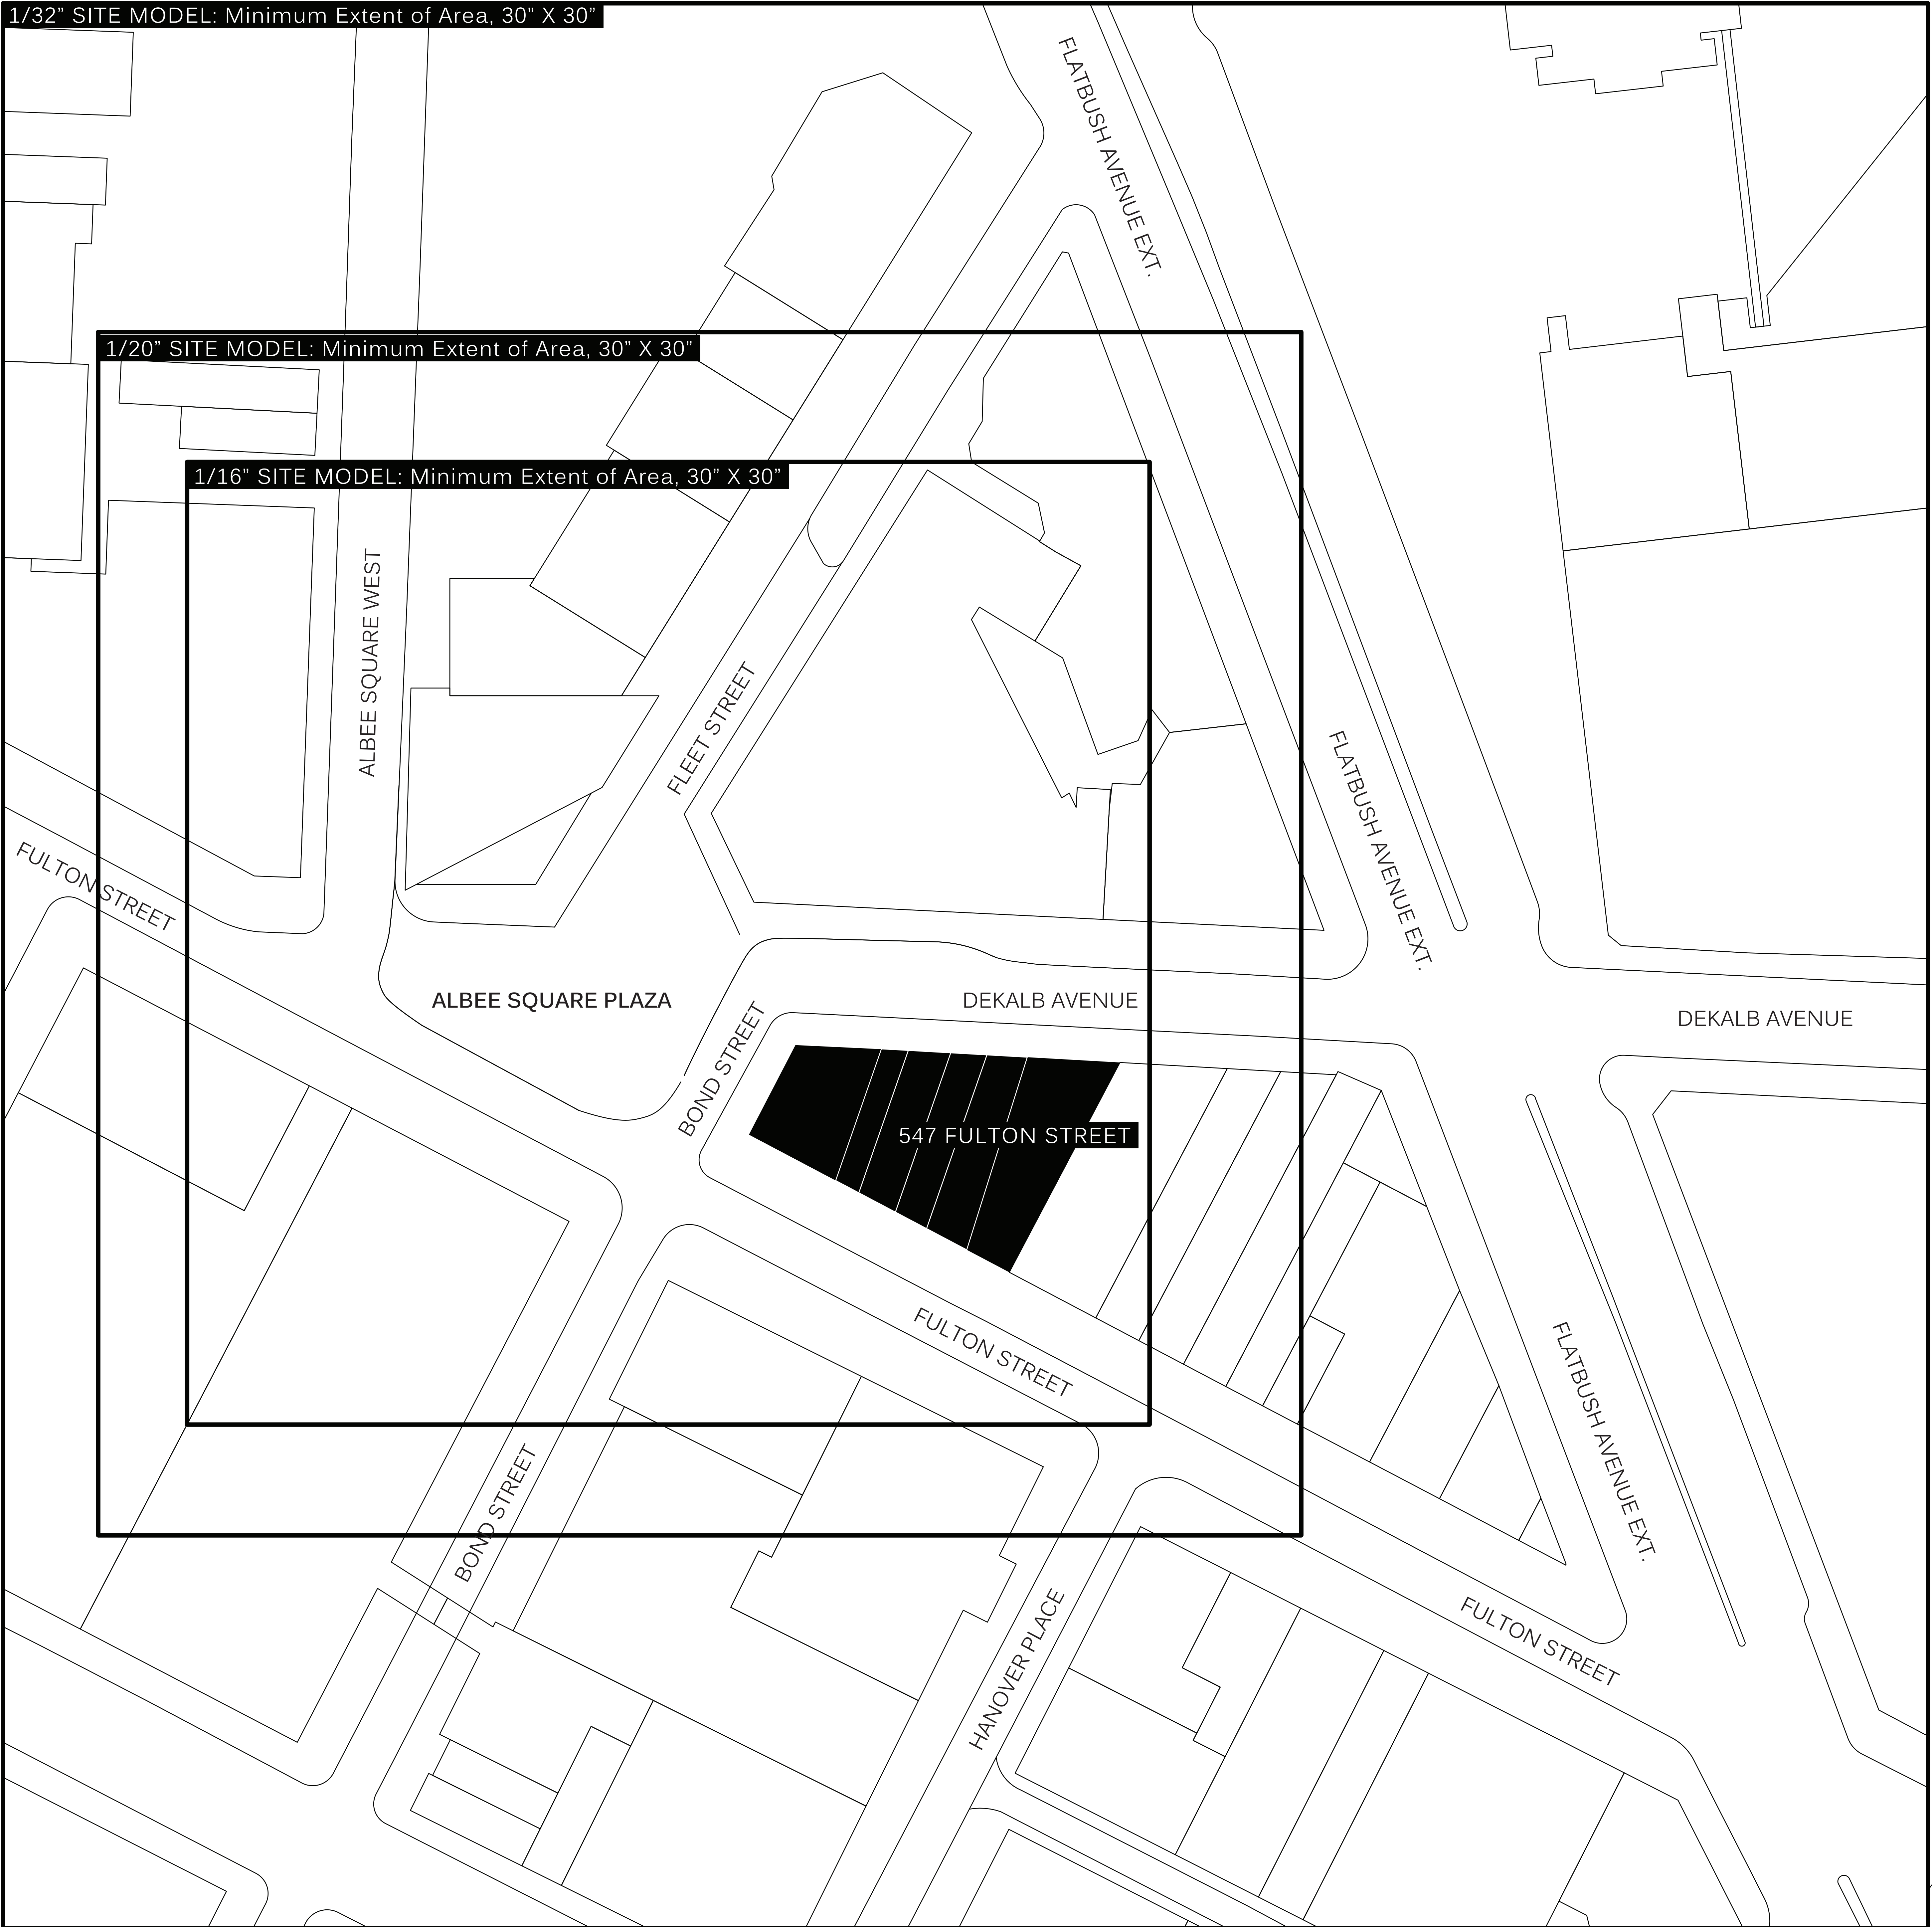 1/32” SITE MODEL: Minimum Extent of Area, 30” X 30”
FLATBUSH AVENUE EXT.
1/20” SITE MODEL: Minimum Extent of Area, 30” X 30”
1/16” SITE MODEL: Minimum Extent of Area, 30” X 30”
ALBEE SQUARE WEST
FLEET STREET
FLATBUSH AVENUE EXT.
FULTON STREET
ALBEE SQUARE PLAZA
DEKALB AVENUE
DEKALB AVENUE
BOND STREET
547 FULTON STREET
FULTON STREET
FLATBUSH AVENUE EXT.
BOND STREET
HANOVER PLACE
FULTON STREET